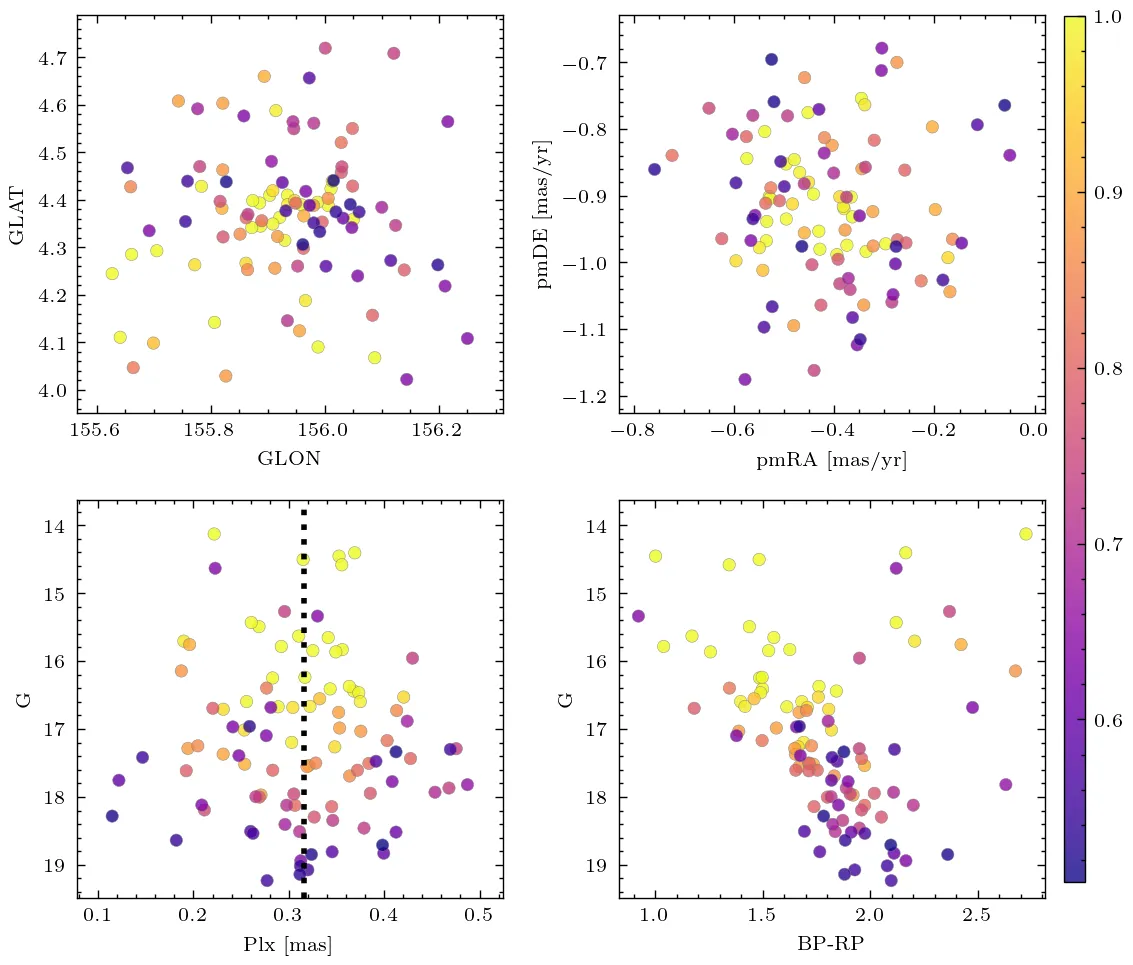 4.7
4.6
4.5
4.4
4.3
4.2
4.1
4.0
GLAT
155.6 155.8 156.0 156.2
GLON
−0.7
−0.8
−0.9
−1.0
−1.1
−1.2
pmDE [mas/yr]
−0.8 −0.6 −0.4 −0.2 0.0
pmRA [mas/yr]
1.0
0.9
0.8
0.7
0.6
14
15
16
17
18
19
G
0.1 0.2 0.3 0.4 0.5
Plx [mas]
14
15
16
17
18
19
G
1.0 1.5 2.0 2.5
BP-RP